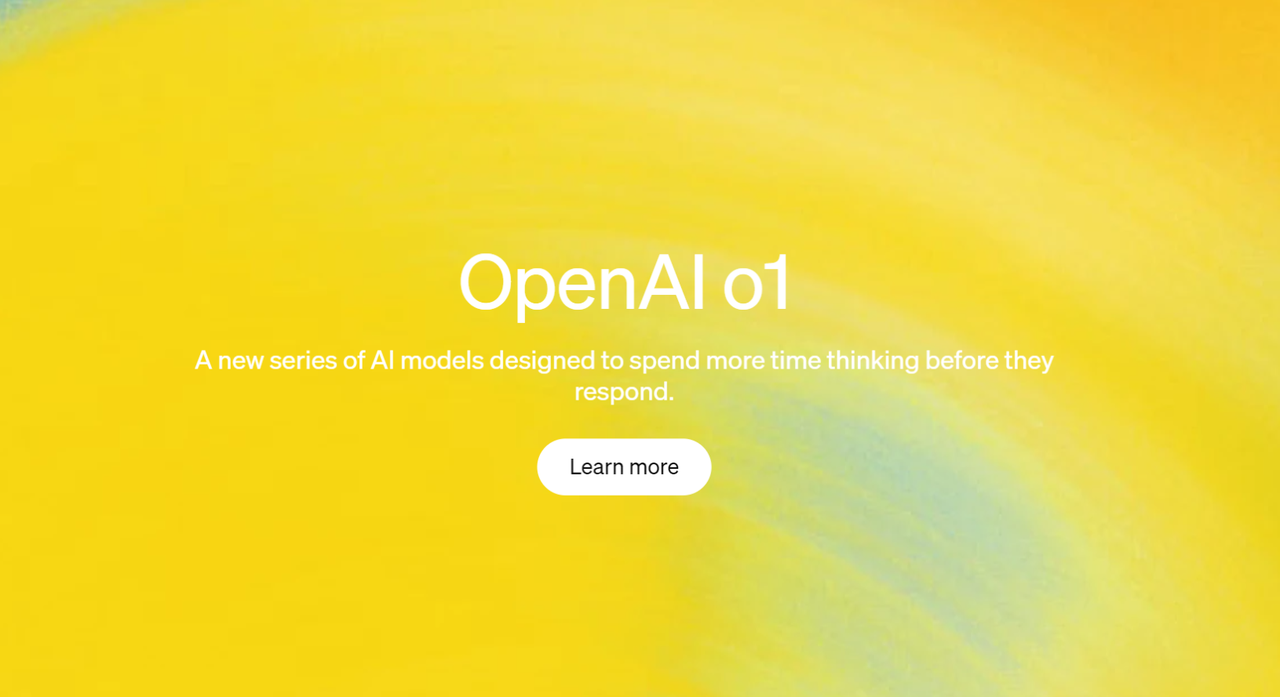 OpenAI o1
A new series of AI models designed to spend more time thinking before they
respond.
Learn more